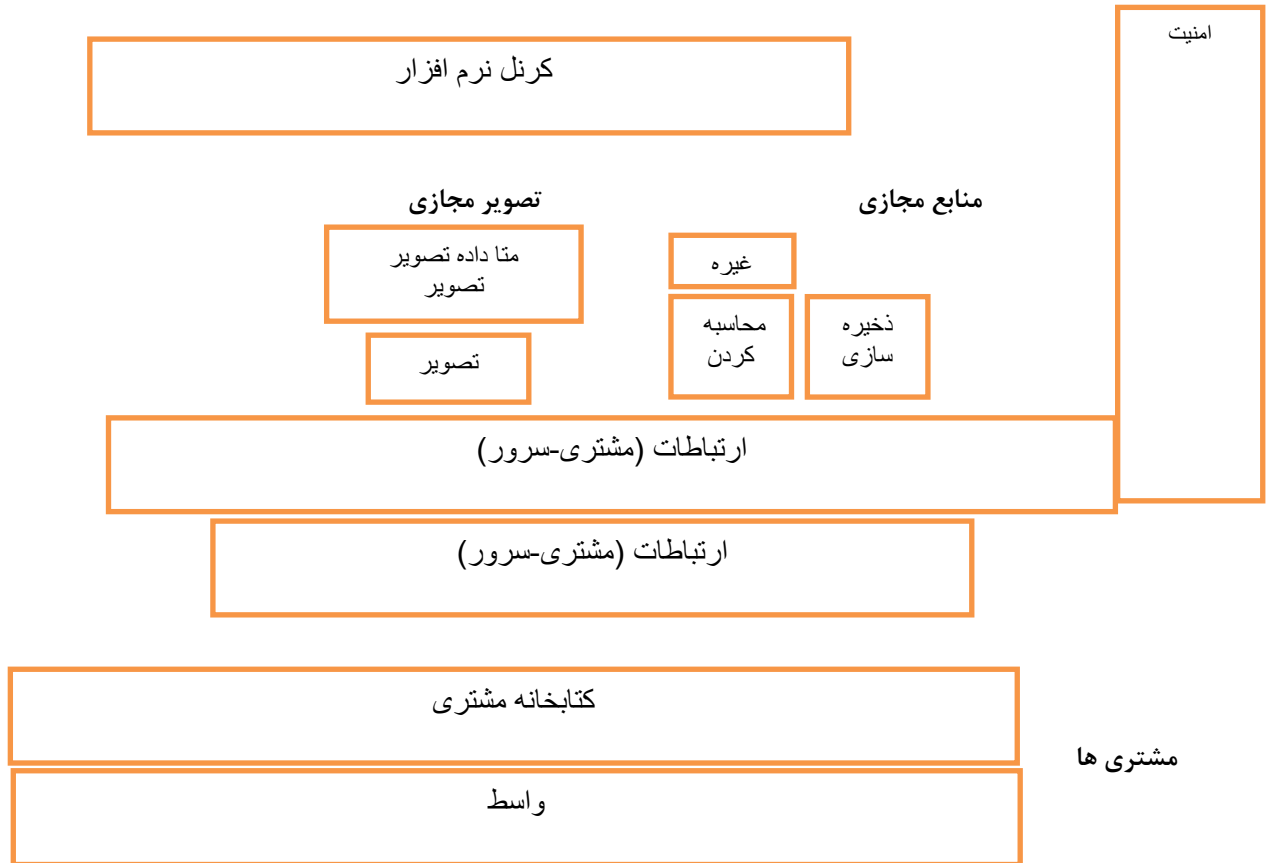 امنیت
کرنل نرم افزار
منابع مجازی
تصویر مجازی
متا داده تصویر
تصویر
غیره
ذخیره
سازی
محاسبه
کردن
تصویر
ارتباطات (مشتری-سرور)
ارتباطات (مشتری-سرور)
کتابخانه مشتری
مشتری ها
واسط